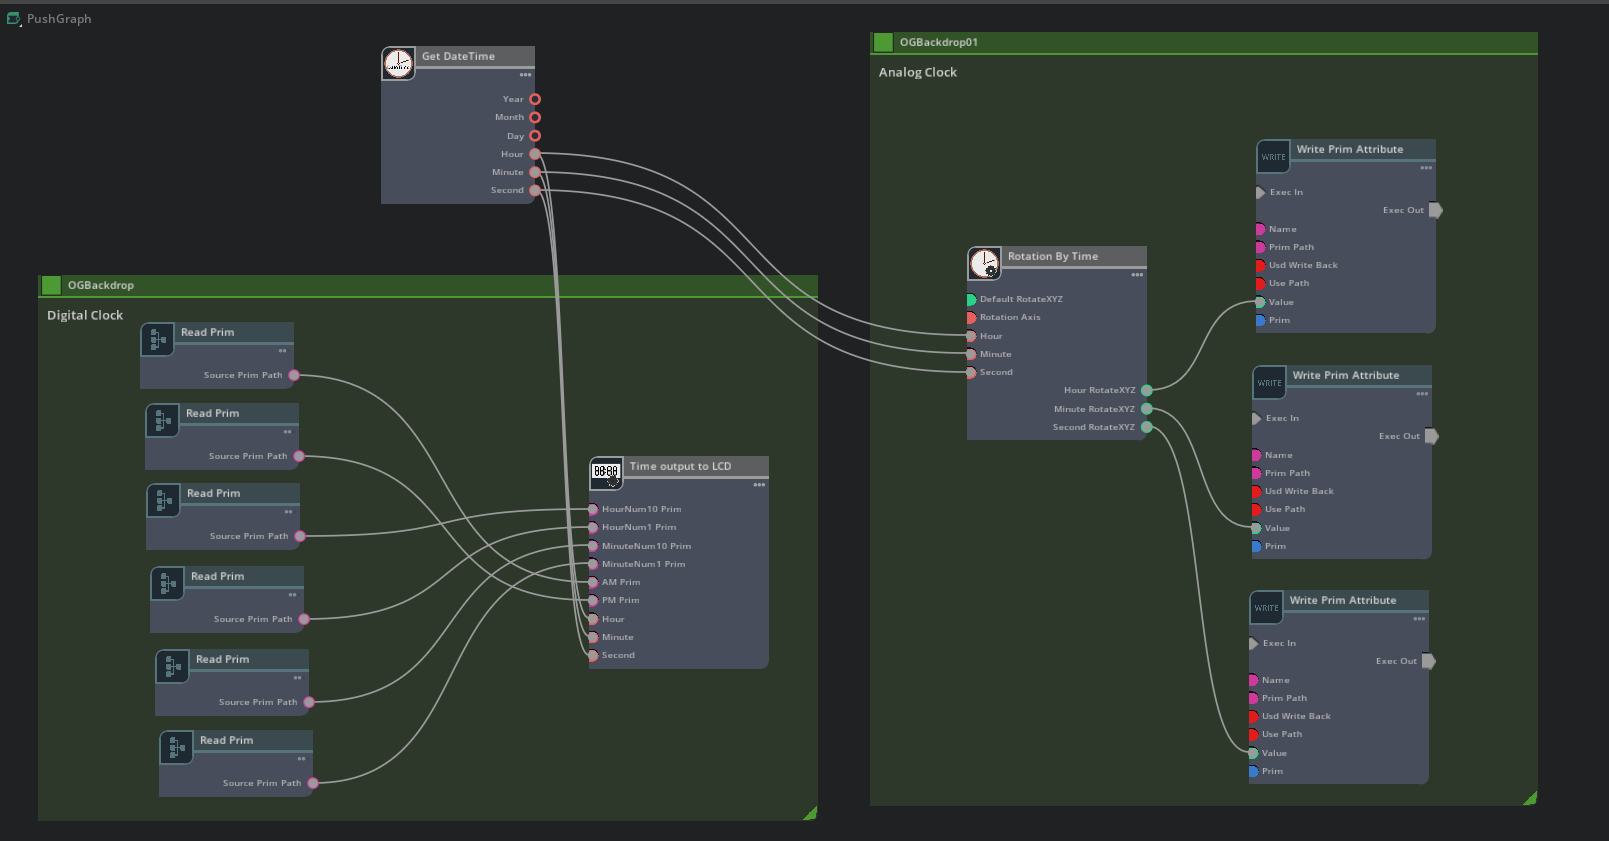 PushGraph
Get DateTime
Year
Month
Day
Hour
Minute
Second
OGBackdrop
Digital Clock
Read Prim
Source Prim Path
Read Prim
Source Prim Path
Read Prim
Source Prim Path
Read Prim
Source Prim Path
Read Prim
Source Prim Path
Read Prim
Source Prim Path
Time output to LCD
HourNum10 Prim
HourNum1 Prim
MinuteNum10 Prim
MinuteNum1 Prim
AM Prim
PM Prim
Hour
Minute
Second
OGBackdrop01
Analog Clock
Rotation By Time
Default RotateXYZ
Rotation Axis
Hour
Minute
Second
Hour RotateXYZ
Minute RotateXYZ
Second RotateXYZ
WRITE
Write Prim Attribute
Exec In
Exec Out
Name
Prim Path
Usd Write Back
Use Path
Value
Prim
WRITE
Write Prim Attribute
Exec In
Exec Out
Name
Prim Path
Usd Write Back
Use Path
Value
Prim
WRITE
Write Prim Attribute
Exec In
Exec Out
Name
Prim Path
Usd Write Back
Use Path
Value
Prim